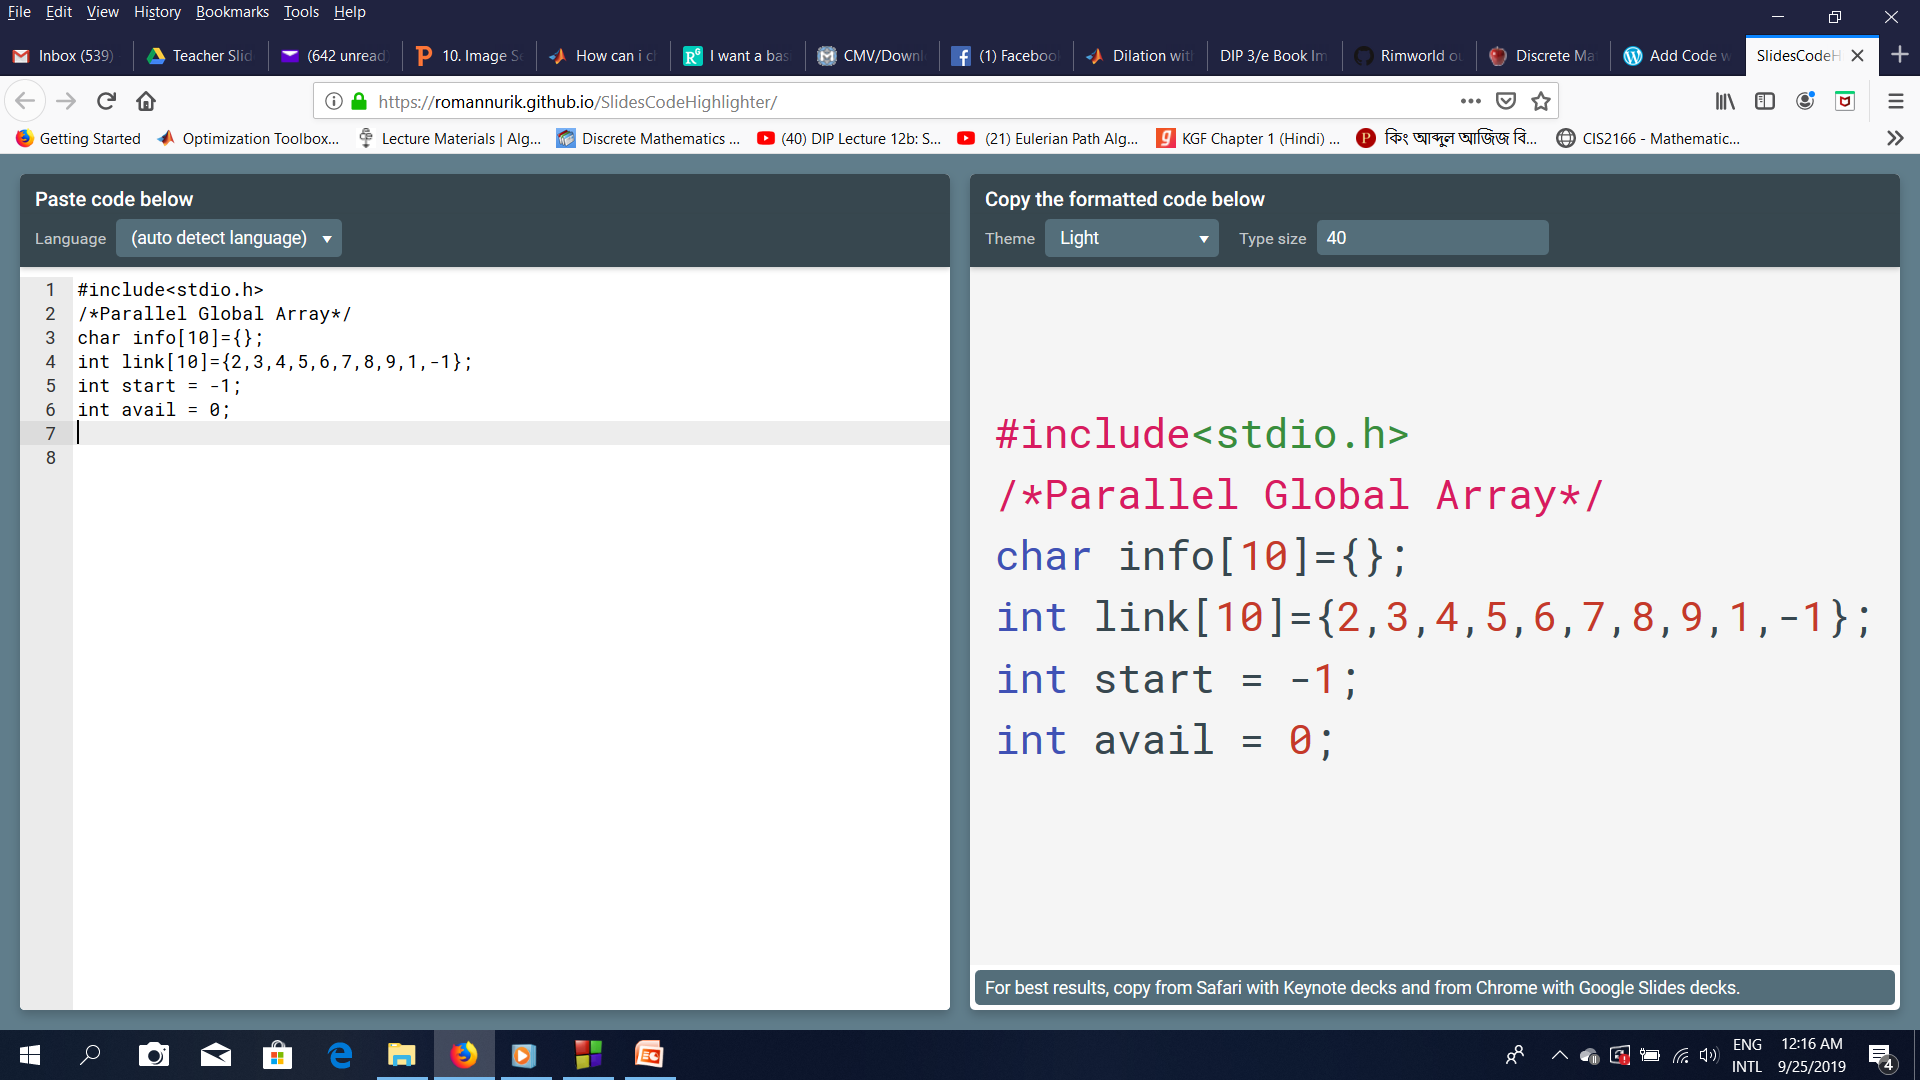 File Edit View History Bookmarks Tools Help
Inbox (539) Teacher Slid (642 unread 10. Image Se How can i c I want a bas CMV/Downl (1) Facebook Dilation with DIP 3/e Book Im Rimworld ou Discrete Mat Add Code w SlidesCodeH
https://romannurik.github.io/SlidesCodeHighlighter/
Getting Started Optimization Toolbox... Lecture Materials | Alg... Discrete Mathematics ... (40) DIP Lecture 12b: S... (21) Eulerian Path Alg... KGF Chapter 1 (Hindi) ... কিং আব্দুল আজিজ বি... CIS2166 - Mathematic...
Paste code below
Language (auto detect language)
1 #include<stdio.h>
2 /*Parallel Global Array*/
3 char info[10]={};
4 int link[10]={2,3,4,5,6,7,8,9,1,-1};
5 int start = -1;
6 int avail = 0;
7
8
Copy the formatted code below
Theme Light Type size 40
#include<stdio.h>
/*Parallel Global Array*/
char info[10]={};
int link[10]={2,3,4,5,6,7,8,9,1,-1};
int start = -1;
int avail = 0;
For best results, copy from Safari with Keynote decks and from Chrome with Google Slides decks.
ENG 12:16 AM
INTL 9/25/2019 4